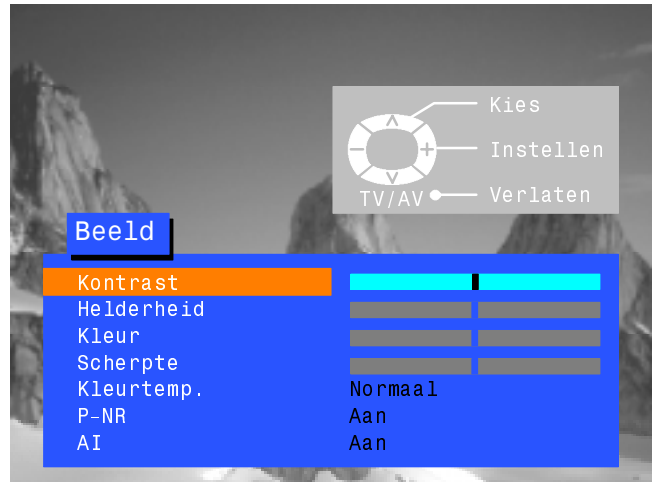 Kies
Instellen
TV/AV Verlaten
Beeld
Kontrast
Helderheid
Kleur
Scherpte
Kleurtemp. Normaal
P-NR Aan
AI Aan